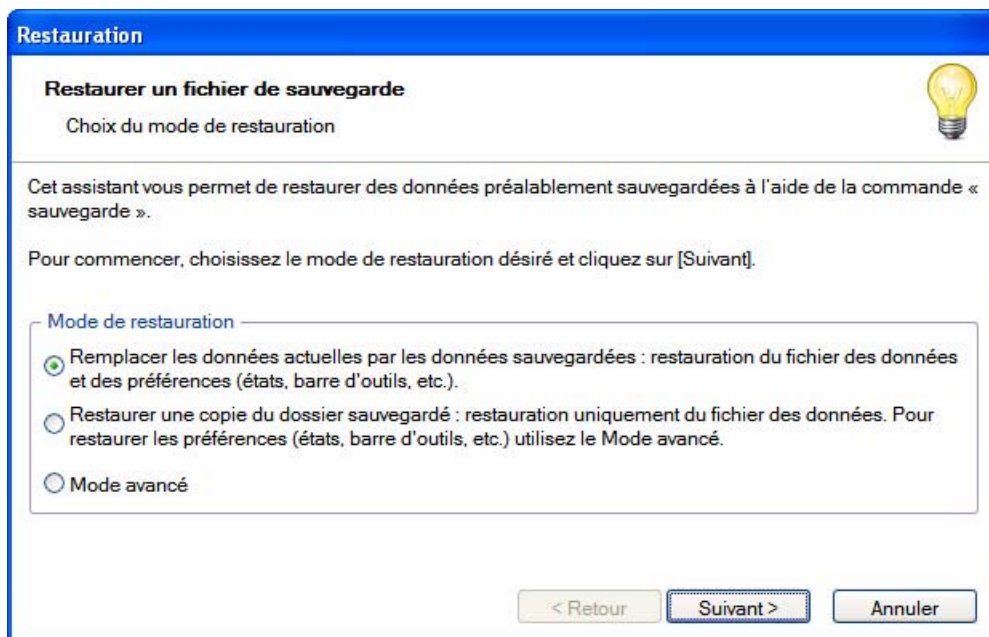 Restauration
Restaurer un fichier de sauvegarde
Choix du mode de restauration
Cet assistant vous permet de restaurer des données préalablement sauvegardées à l'aide de la commande «
sauvegarde ».
Pour commencer, choisissez le mode de restauration désiré et cliquez sur [Suivant].
Mode de restauration
Remplacer les données actuelles par les données sauvegardées : restauration du fichier des données
et des préférences (états, barre d'outils, etc.).
Restaurer une copie du dossier sauvegardé : restauration uniquement du fichier des données. Pour
restaurer les préférences (états, barre d'outils, etc.) utilisez le Mode avancé.
Mode avancé
< Retour
Suivant >
Annuler